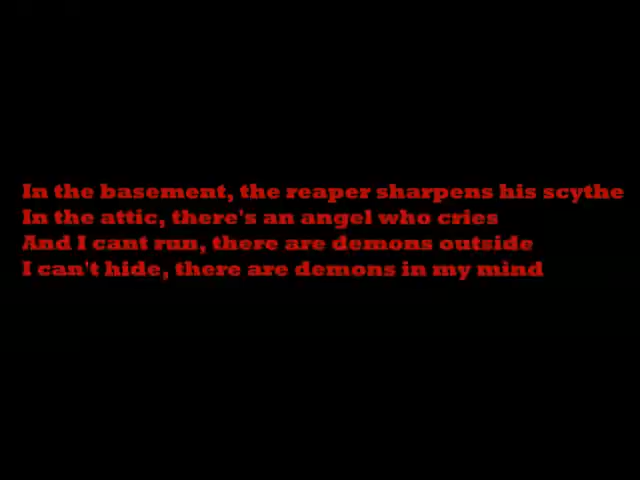 In the basement, the reaper sharpens his scythe
In the attic, there's an angel who cries
And I cant run, there are demons outside
I can't hide, there are demons in my mind